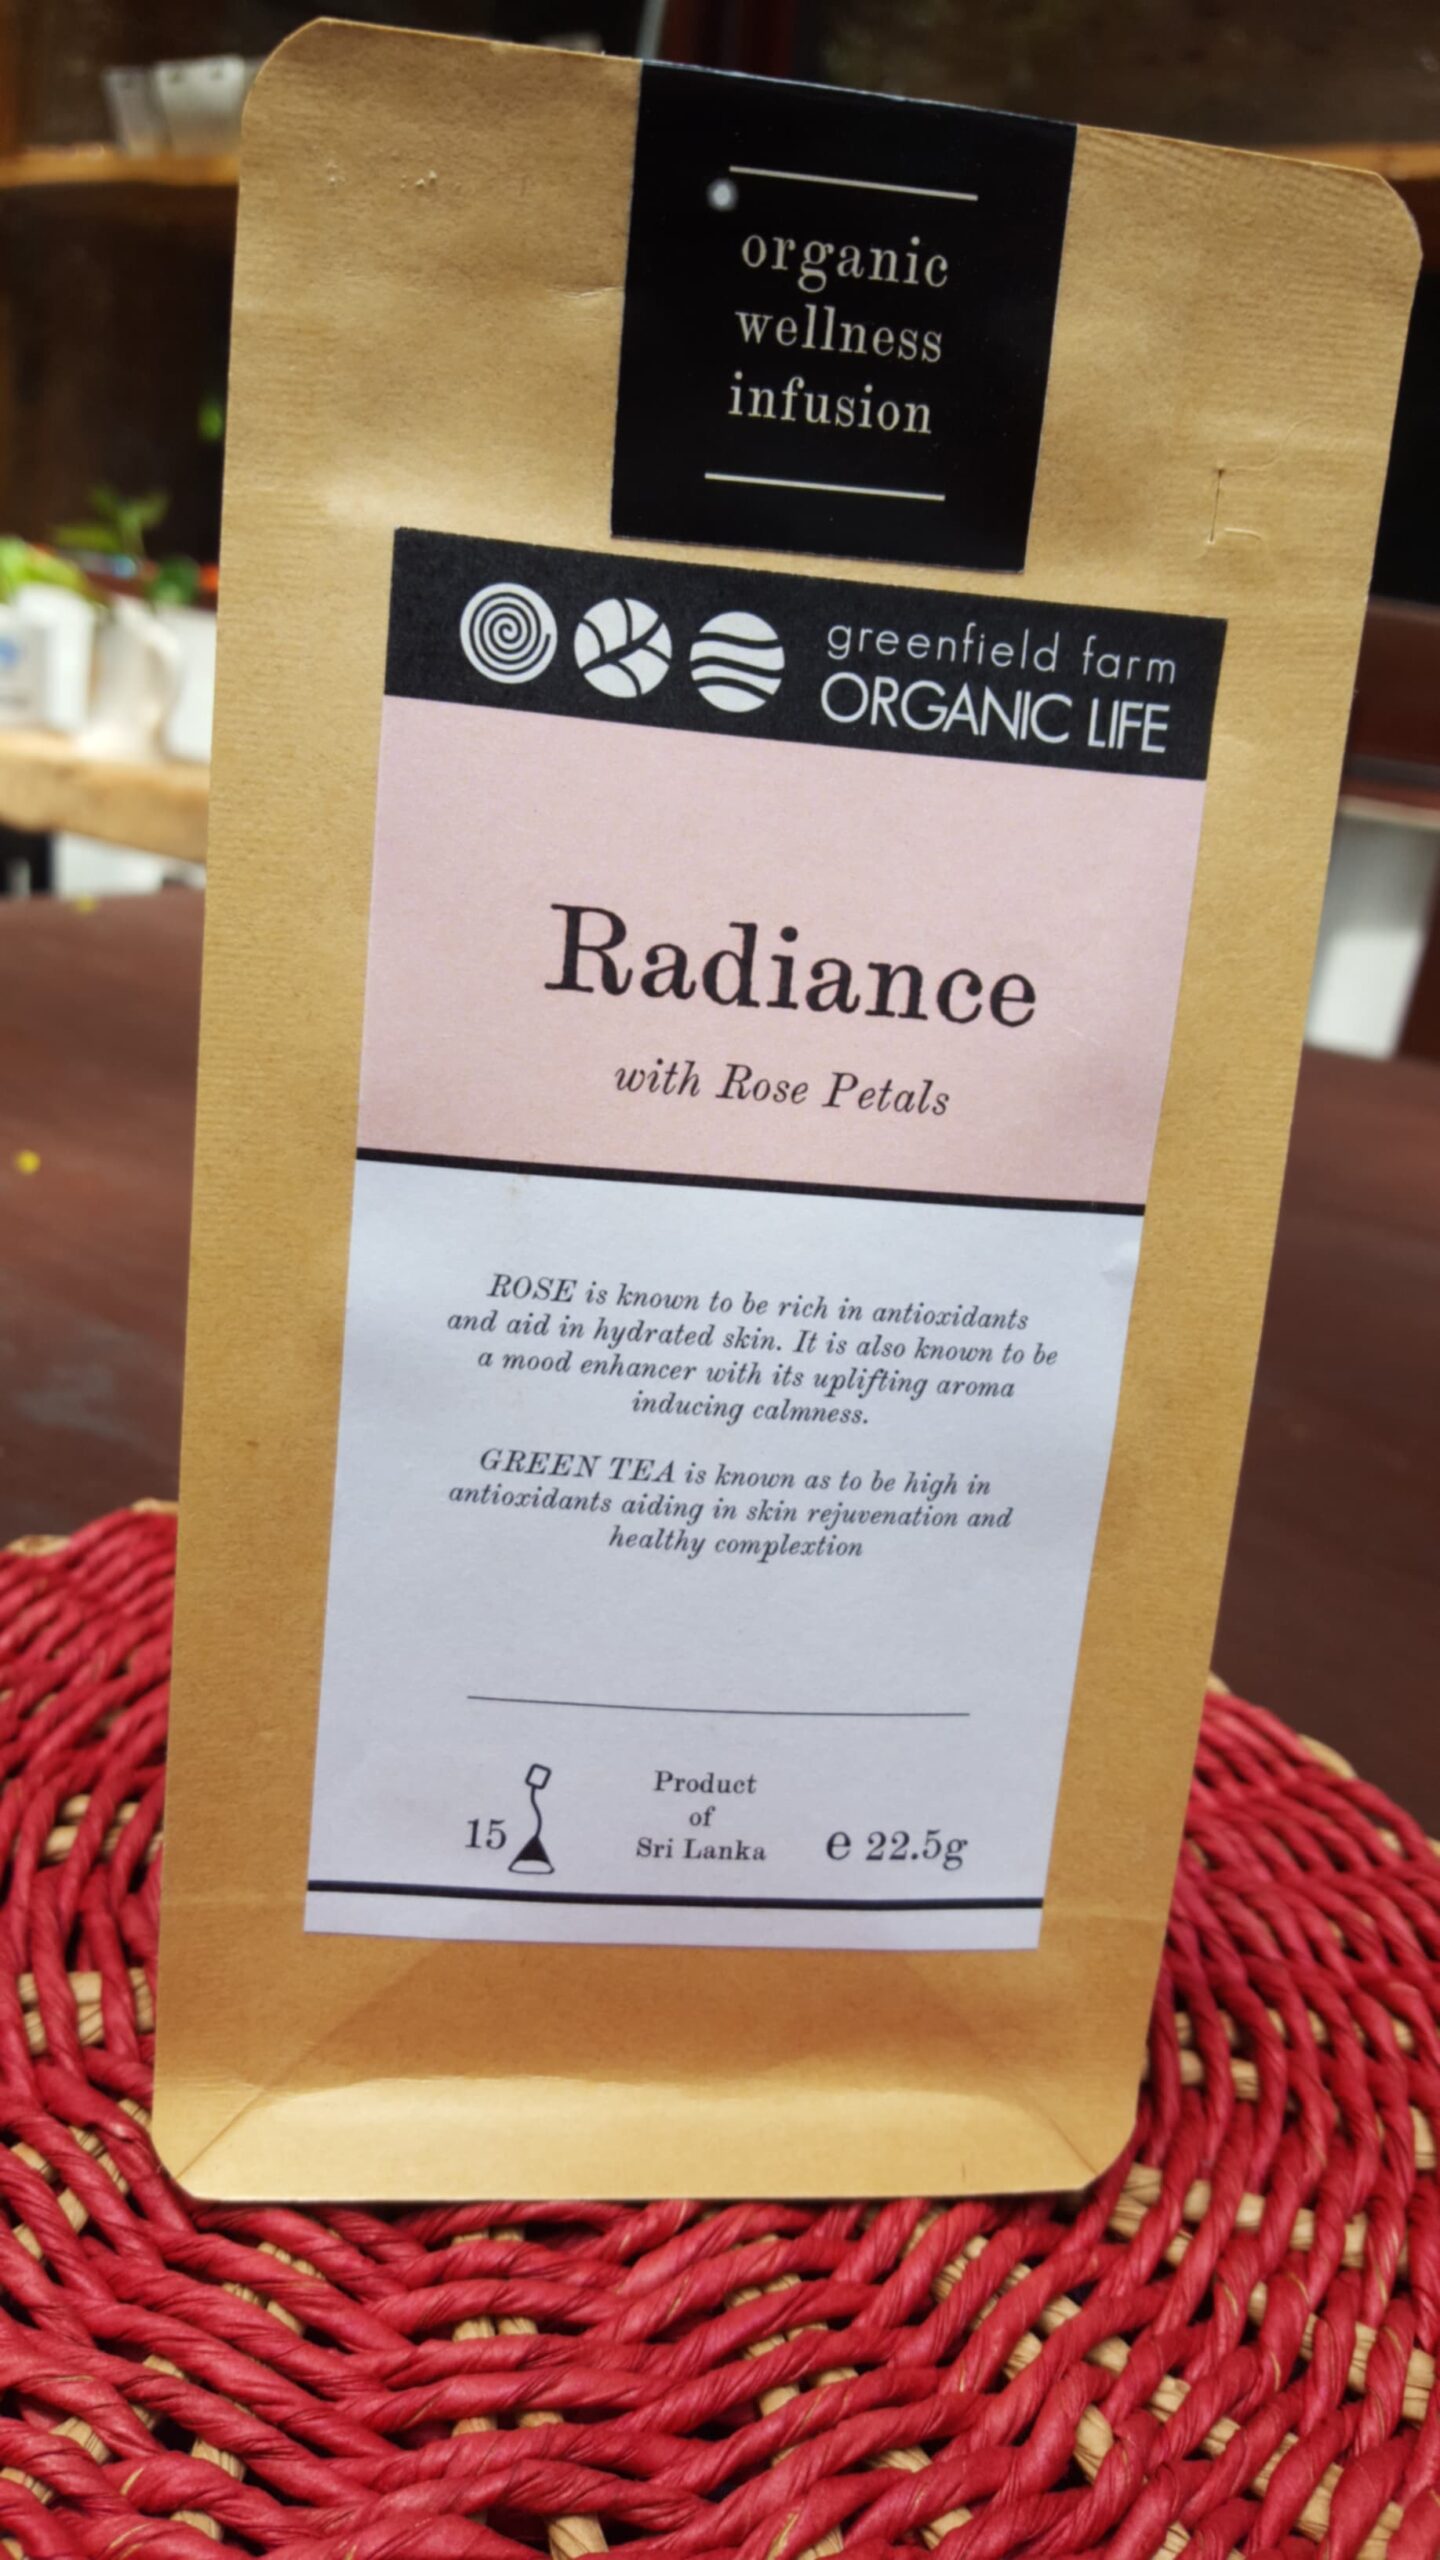 organic
wellness
infusion
greenfield farm
ORGANIC LIFE
Radiance
with Rose Petals
ROSE is known to be rich in antioxidants
and aid in hydrated skin. It is also known to be
a mood enhancer with its uplifting aroma
inducing calmness.
GREEN TEA is known as to be high in
antioxidants aiding in skin rejuvenation and
healthy complextion
15
Product
of
Sri Lanka
e 22.5g